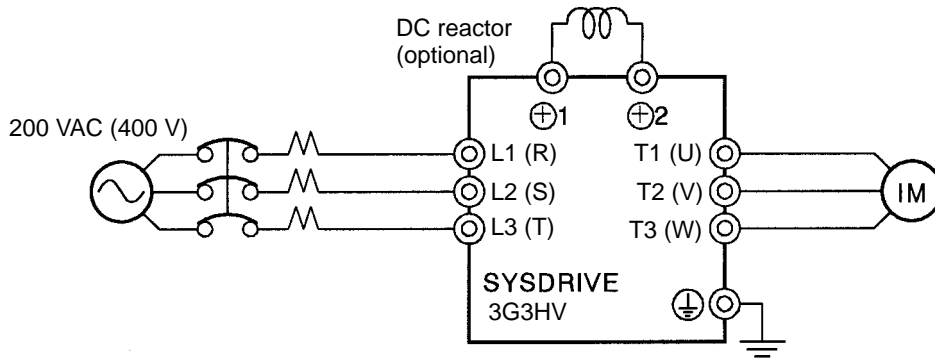 DC reactor
(optional)
⊕1 ⊕2
200 VAC (400 V)
L1 (R) T1 (U)
L2 (S) T2 (V) IM
L3 (T) T3 (W)
SYSDRIVE
3G3HV